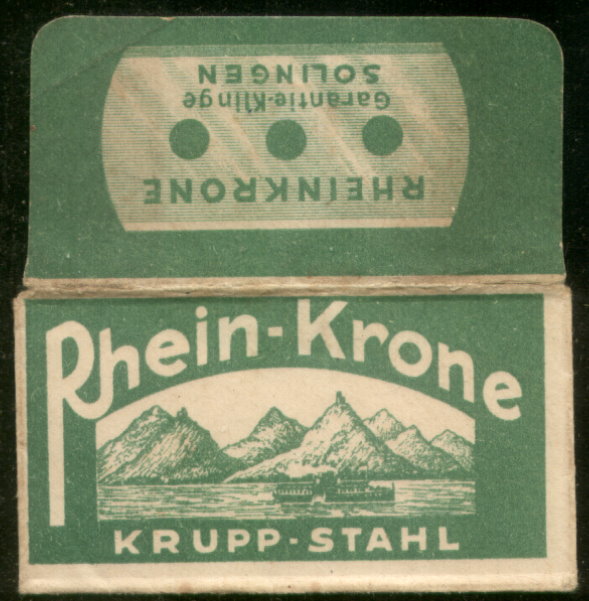 RHEINKRONE
Garantie-Klinge
SOLINGEN
Rhein-Krone
KRUPP-STAHL